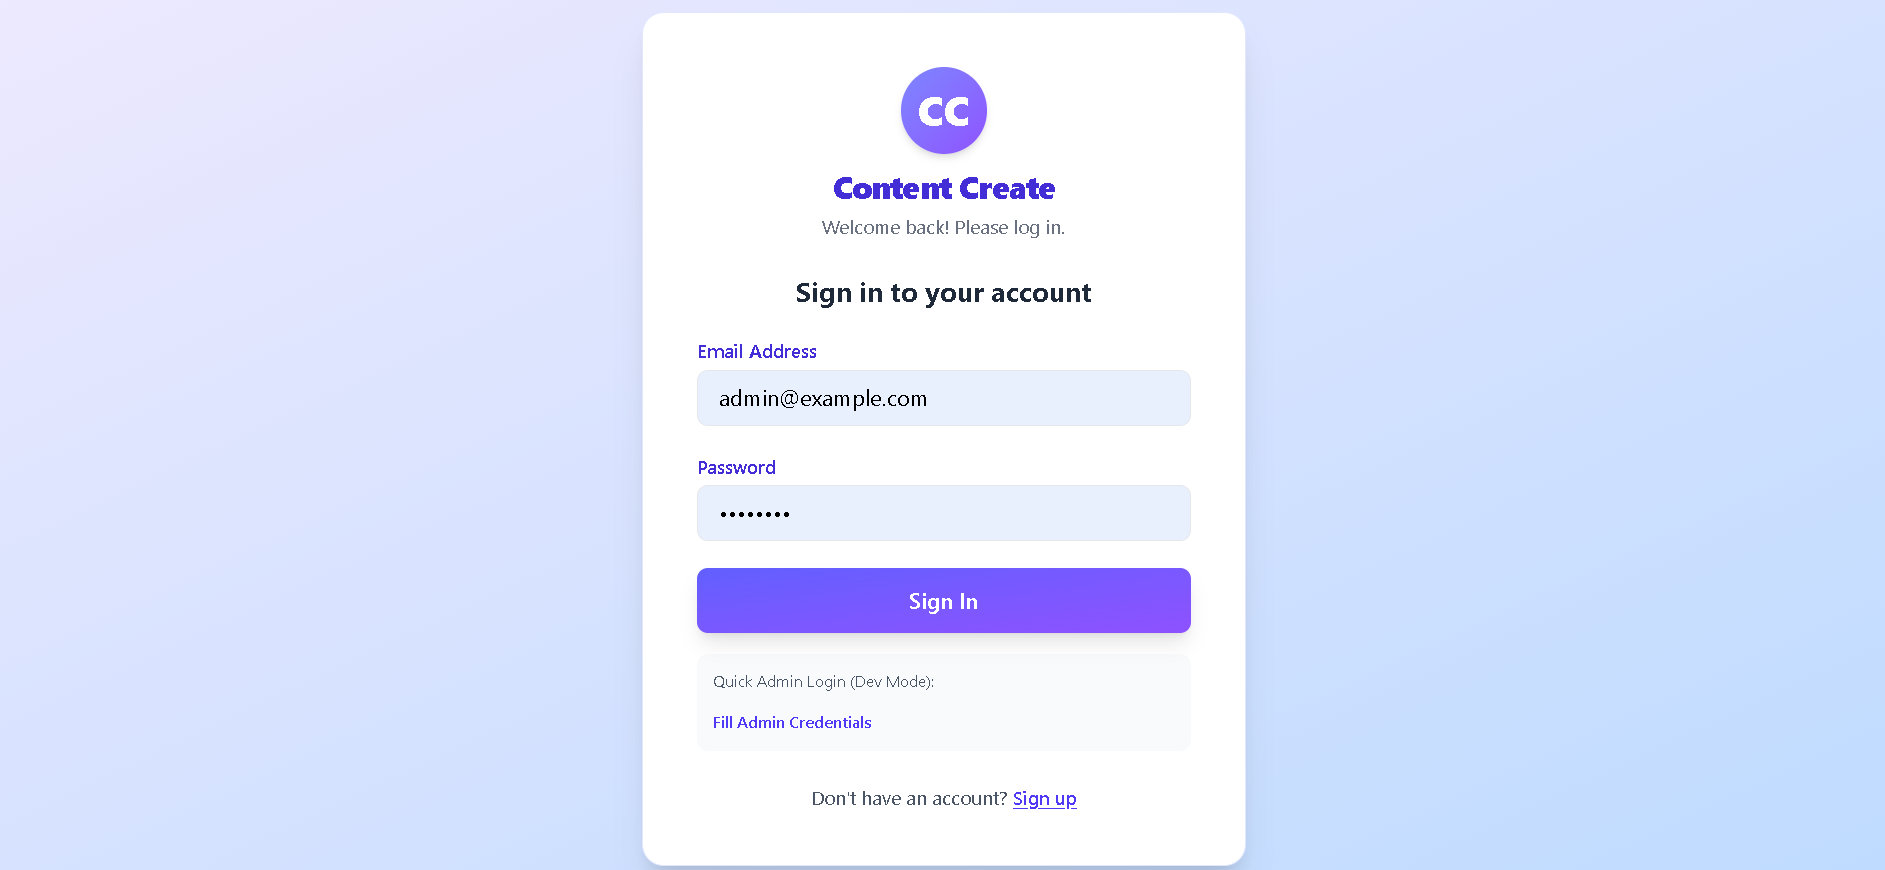 CC
Content Create
Welcome back! Please log in.
Sign in to your account
Email Address
admin@example.com
Password
••••••••
Sign In
Quick Admin Login (Dev Mode):
Fill Admin Credentials
Don't have an account? Sign up